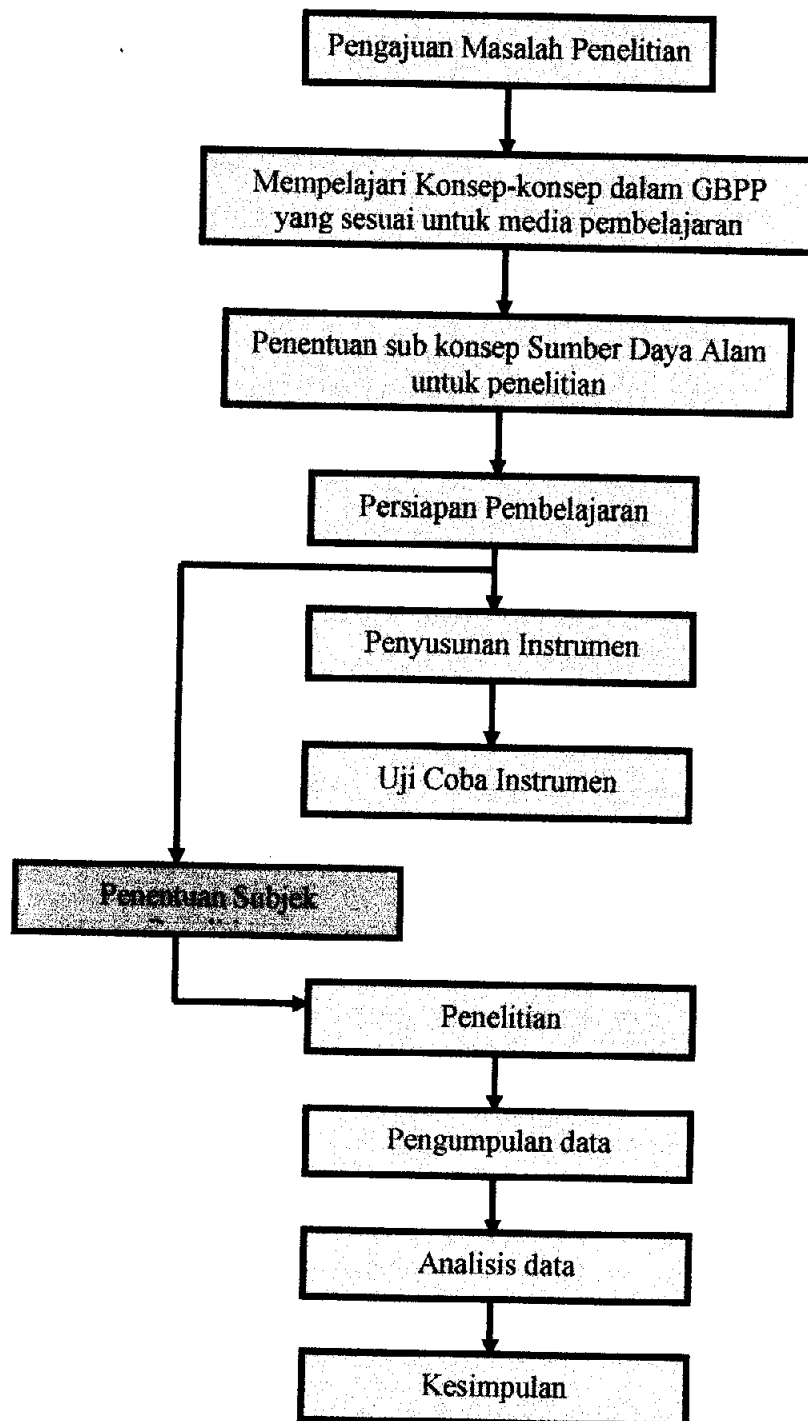 Pengajuan Masalah Penelitian
Mempelajari Konsep-konsep dalam GBPP
yang sesuai untuk media pembelajaran
Penentuan sub konsep Sumber Daya Alam
untuk penelitian
Persiapan Pembelajaran
Penyusunan Instrumen
Uji Coba Instrumen
Penentuan Subjek
Penelitian
Pengumpulan data
Analisis data
Kesimpulan